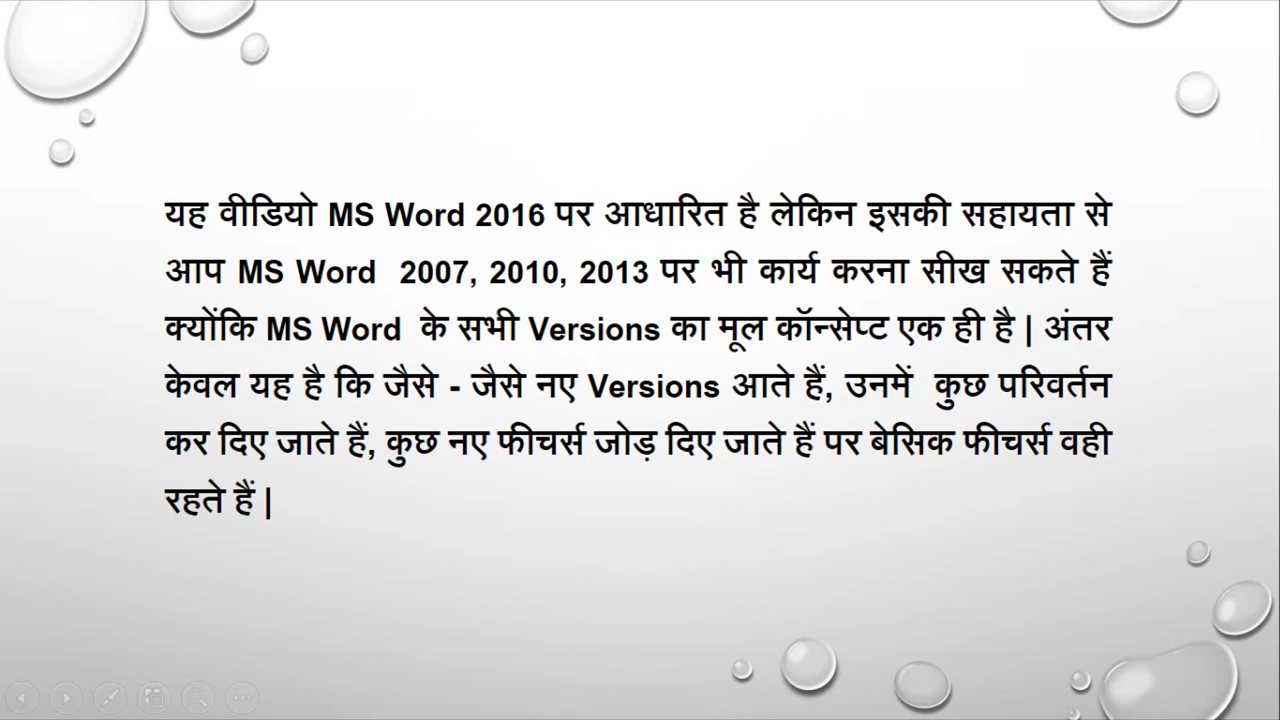 यह वीडियो MS Word 2016 पर आधारित है लेकिन इसकी सहायता से
आप MS Word 2007, 2010, 2013 पर भी कार्य करना सीख सकते हैं
क्योंकि MS Word के सभी Versions का मूल कॉन्सेप्ट एक ही है | अंतर
केवल यह है कि जैसे - जैसे नए Versions आते हैं, उनमें कुछ परिवर्तन
कर दिए जाते हैं, कुछ नए फीचर्स जोड़ दिए जाते हैं पर बेसिक फीचर्स वही
रहते हैं |